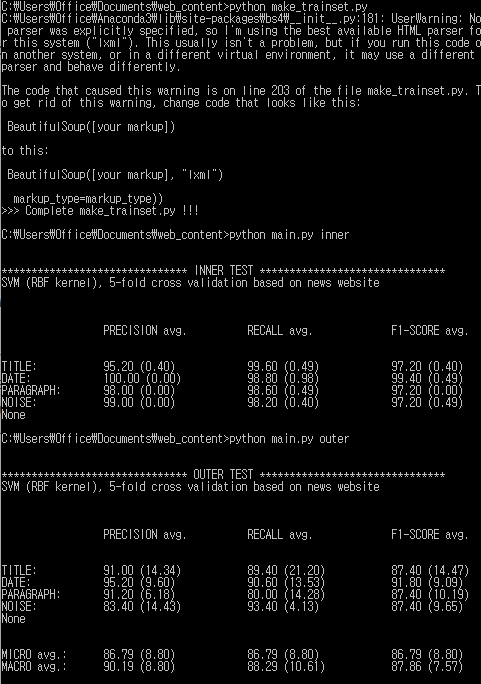 C:₩Users₩Office₩Documents₩web_content>python make_trainset.py
C:₩Users₩Office₩Anaconda3₩lib₩site-packages₩bs4₩__init__.py:181: UserWarning: No
 parser was explicitly specified, so I'm using the best available HTML parser fo
r this system ("lxml"). This usually isn't a problem, but if you run this code o
n another system, or in a different virtual environment, it may use a different
parser and behave differently.
The code that caused this warning is on line 203 of the file make_trainset.py. T
o get rid of this warning, change code that looks like this:
 BeautifulSoup([your markup])
to this:
 BeautifulSoup([your markup], "lxml")
  markup_type=markup_type))
>>> Complete make_trainset.py !!!
C:₩Users₩Office₩Documents₩web_content>python main.py inner
****************************** INNER TEST ******************************
SVM (RBF kernel), 5-fold cross validation based on news website
PRECISION avg. RECALL avg. F1-SCORE avg.
TITLE: 95.20 (0.40) 99.60 (0.49) 97.20 (0.40)
DATE: 100.00 (0.00) 98.80 (0.98) 99.40 (0.49)
PARAGRAPH: 98.00 (0.00) 98.60 (0.49) 97.20 (0.00)
NOISE: 99.00 (0.00) 98.20 (0.40) 97.20 (0.49)
None
C:₩Users₩Office₩Documents₩web_content>python main.py outer
****************************** OUTER TEST ******************************
SVM (RBF kernel), 5-fold cross validation based on news website
PRECISION avg. RECALL avg. F1-SCORE avg.
TITLE: 91.00 (14.34) 89.40 (21.20) 87.40 (14.47)
DATE: 95.20 (9.60) 90.60 (13.53) 91.80 (9.09)
PARAGRAPH: 91.20 (6.18) 80.00 (14.28) 87.40 (10.19)
NOISE: 83.40 (14.43) 93.40 (4.13) 87.40 (9.65)
None
MICRO avg.: 86.79 (8.80) 86.79 (8.80) 86.79 (8.80)
MACRO avg.: 90.19 (8.80) 88.29 (10.61) 87.86 (7.57)